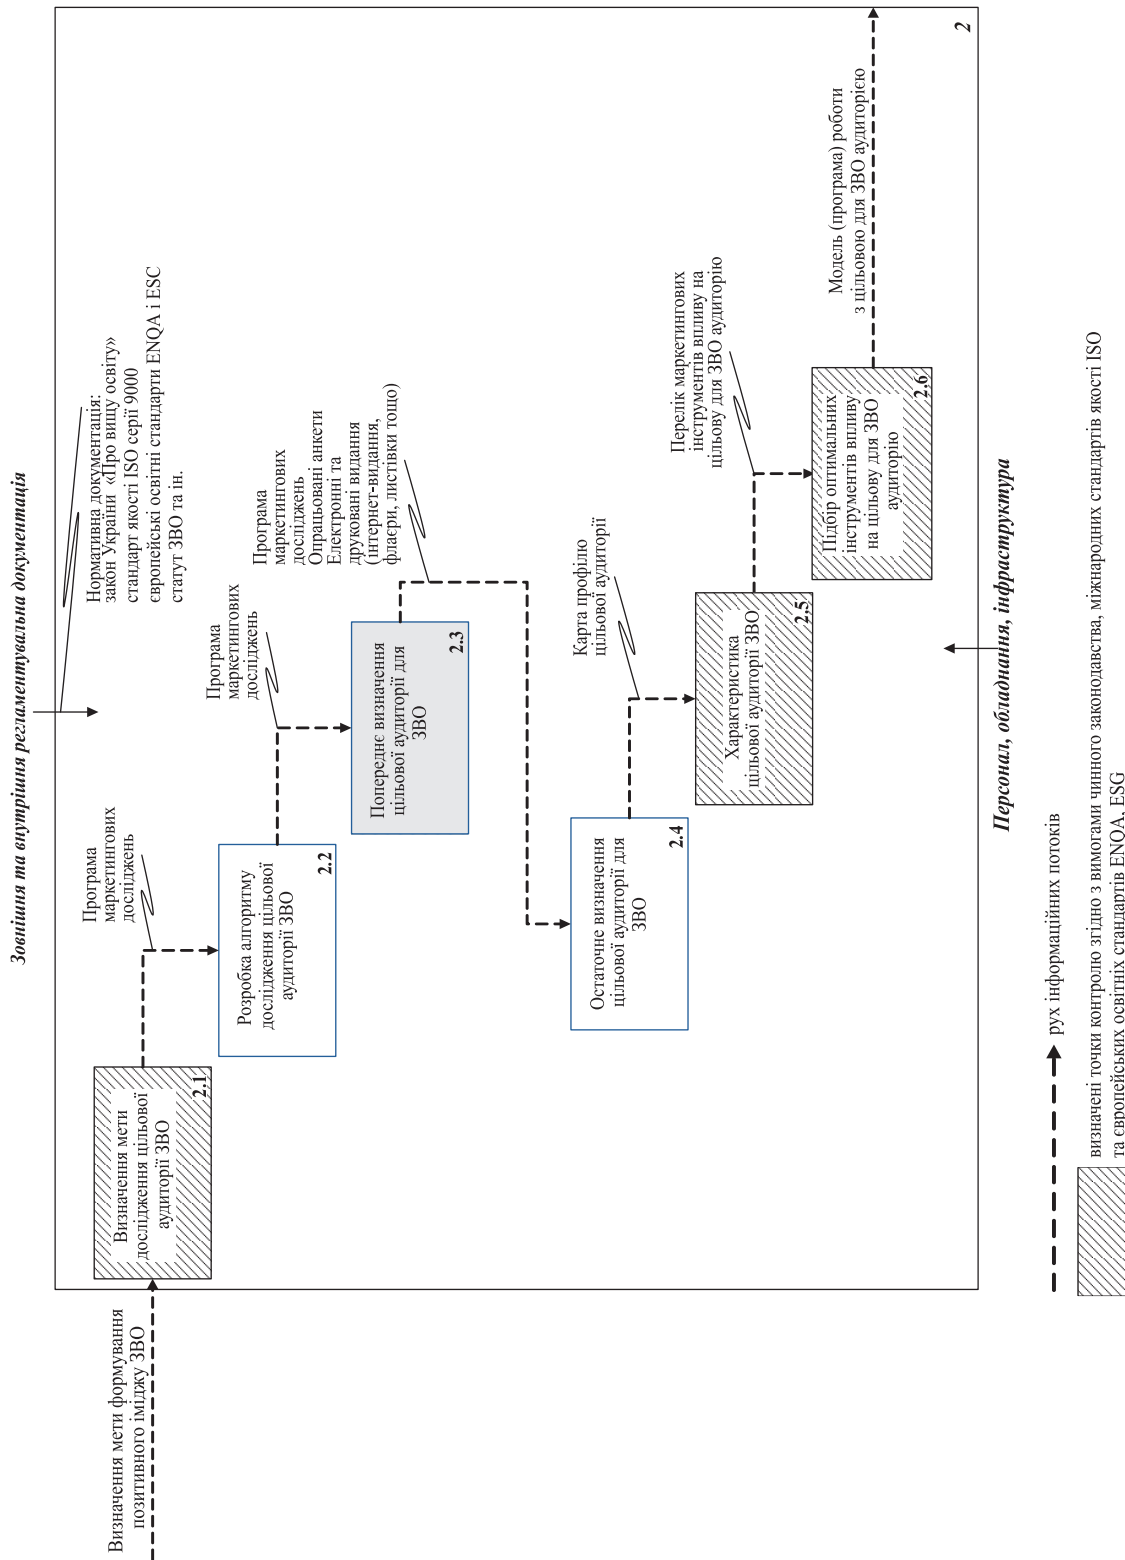 Зовнішня та внутрішня регламентувальна документація
Нормативна документація:
закон України «Про вищу освіту»
стандарт якості ISO серії 9000
європейські освітні стандарти ENQA і ESC
статут ЗВО та ін.
Визначення мети формування
позитивного іміджу ЗВО
Визначення мети
дослідження цільової
аудиторії ЗВО
2.1
Програма
маркетингових
досліджень
Розробка алгоритму
дослідження цільової
аудиторії ЗВО
2.2
Програма
маркетингових
досліджень
Попереднє визначення
цільової аудиторії для
ЗВО
2.3
Програма
маркетингових
досліджень
Опрацьовані анкети
Електронні та
друковані видання
(інтернет-видання,
флаєри, листівки тощо)
Остаточне визначення
цільової аудиторії для
ЗВО
2.4
Карта профілю
цільової аудиторії
Характеристика
цільової аудиторії ЗВО
2.5
Перелік маркетингових
інструментів впливу на
цільову для ЗВО аудиторію
Підбір оптимальних
інструментів впливу
на цільову для ЗВО
аудиторію
2.6
Модель (програма) роботи
з цільовою для ЗВО аудиторією
2
Персонал, обладнання, інфраструктура
рух інформаційних потоків
визначені точки контролю згідно з вимогами чинного законодавства, міжнародних стандартів якості ISO
та європейських освітніх стандартів ENQA, ESG